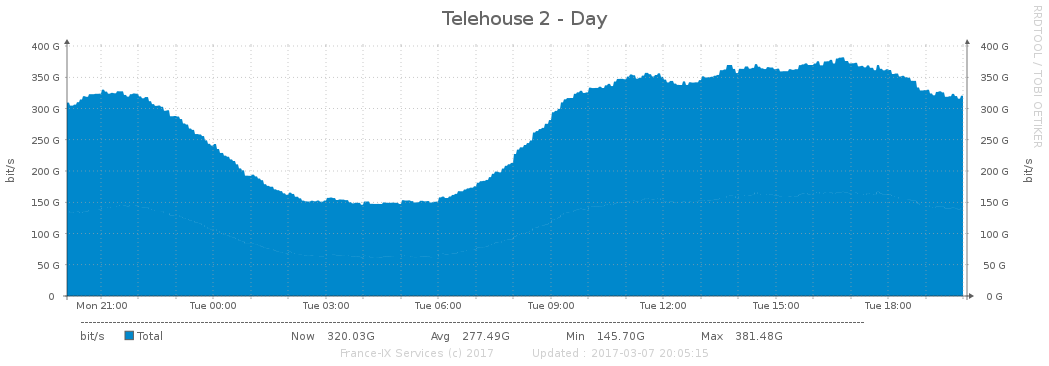 Telehouse 2 - Day
RRDTOOL / TOBI OETIKER
bit/s
400 G
350 G
300 G
250 G
200 G
150 G
100 G
50 G
0
400 G
350 G
300 G
250 G
200 G
150 G
100 G
50 G
0 G
bit/s
Mon 21:00 Tue 00:00 Tue 03:00 Tue 06:00 Tue 09:00 Tue 12:00 Tue 15:00 Tue 18:00
bit/s Total Now 320.03G Avg 277.49G Min 145.70G Max 381.48G
France-IX Services (c) 2017 Updated : 2017-03-07 20:05:15